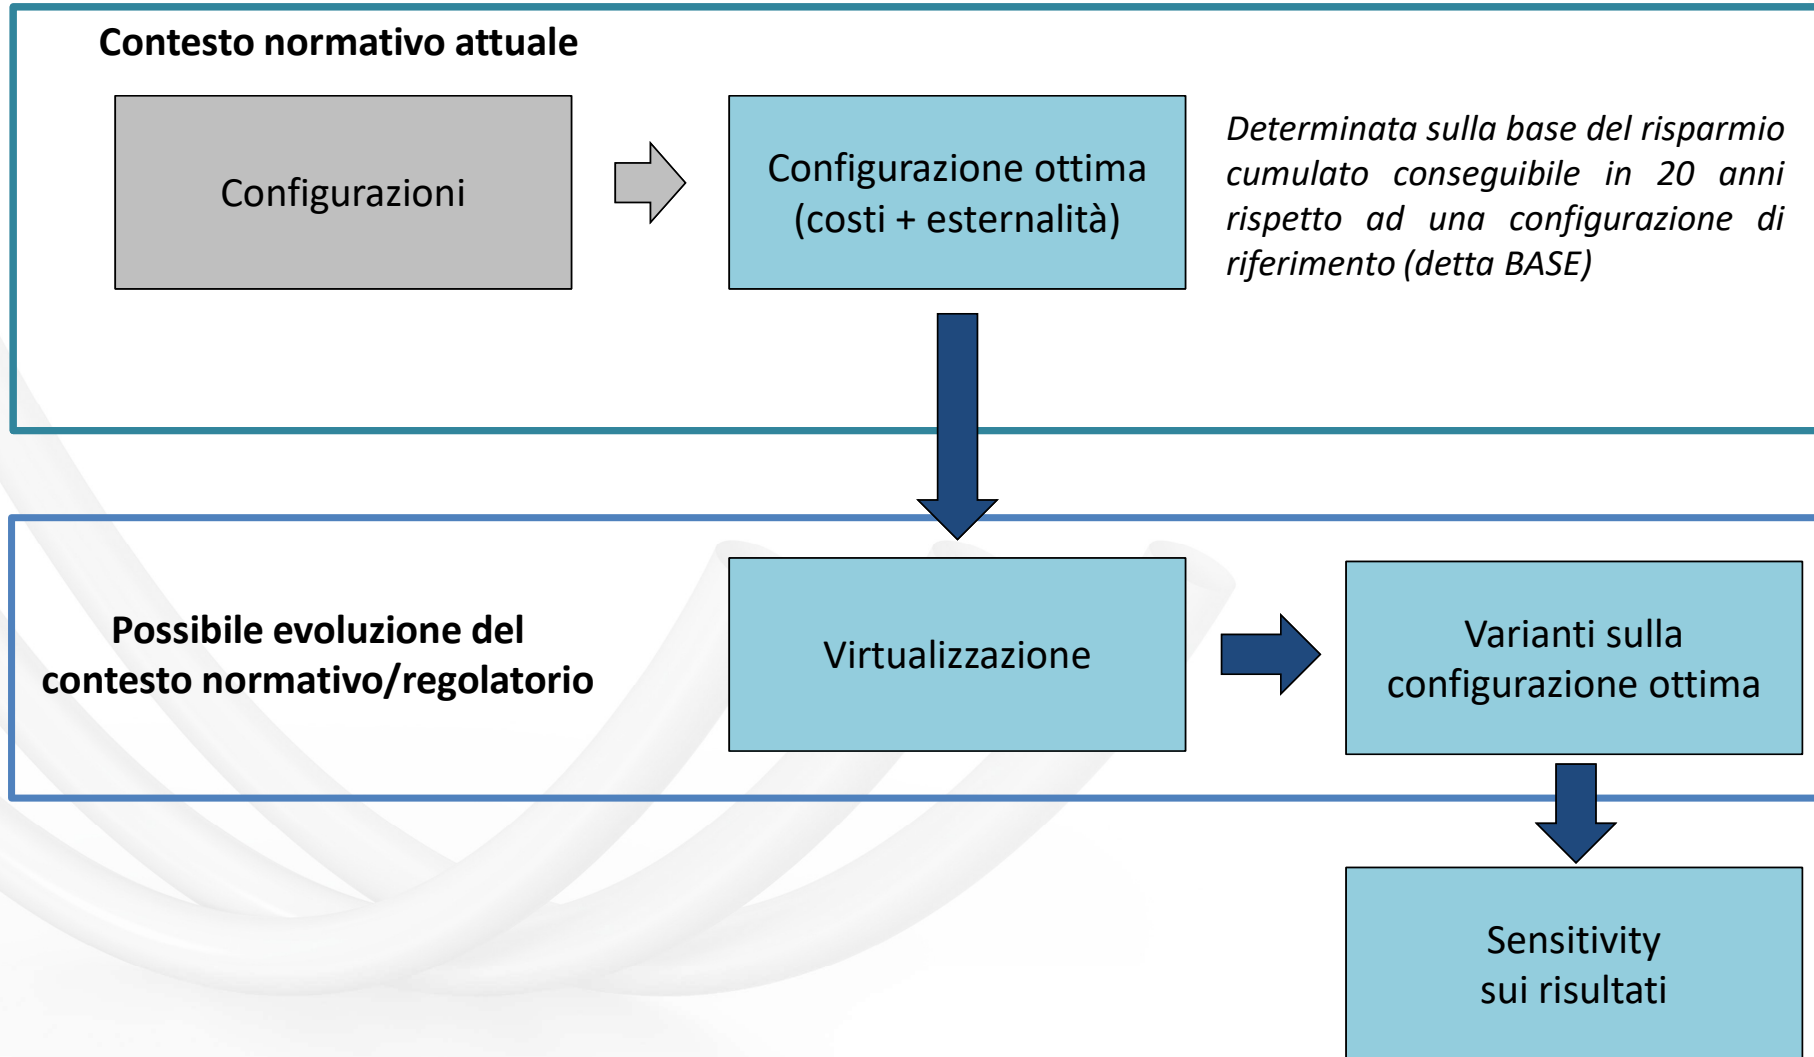 Contesto normativo attuale
Configurazioni
Configurazione ottima
(costi + esternalità)
Determinata sulla base del risparmio
cumulato conseguibile in 20 anni
rispetto ad una configurazione di
riferimento (detta BASE)
Possibile evoluzione del
contesto normativo/regolatorio
Virtualizzazione
Varianti sulla
configurazione ottima
Sensitivity
sui risultati